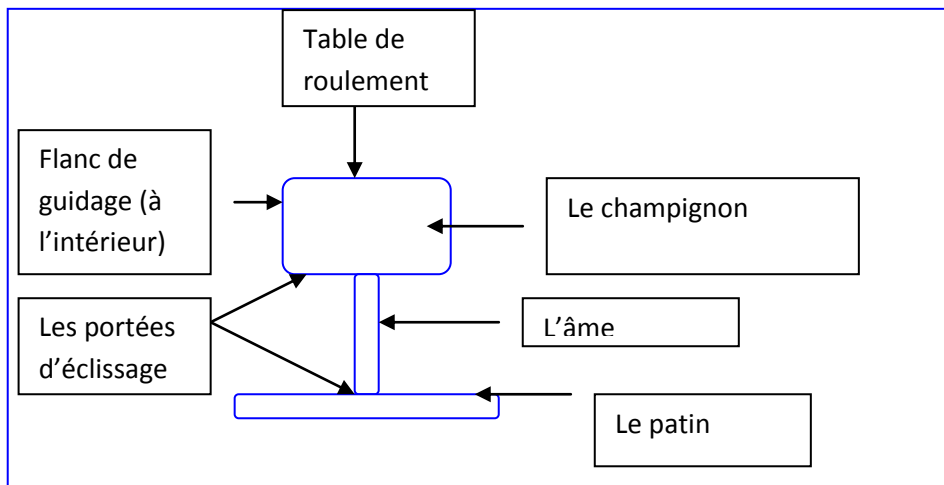 Table de
roulement
Flanc de
guidage (à
l’intérieur)
Le champignon
Les portées
d’éclissage
L’âme
Le patin